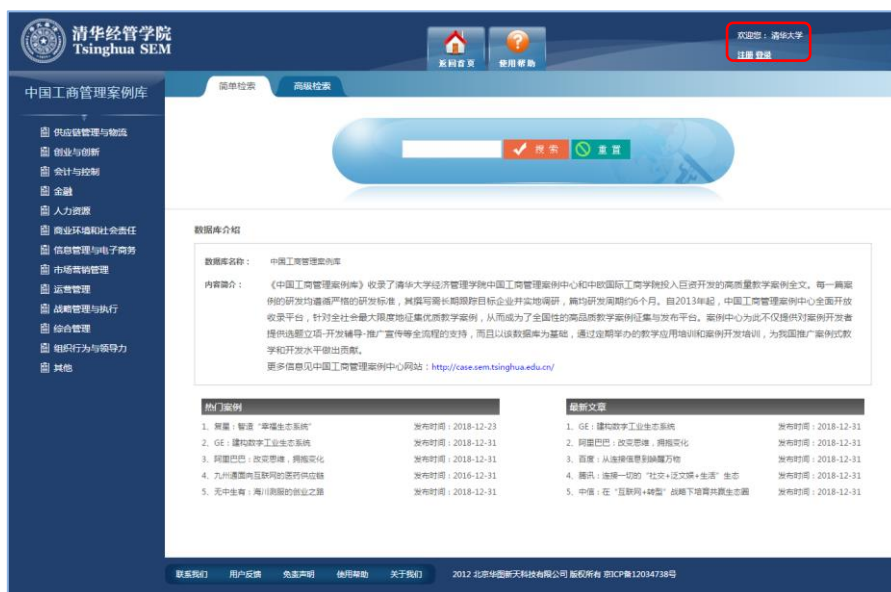 清华经管学院
Tsinghua SEM
返回首页
使用帮助
欢迎您：清华大学
注册 登录
中国工商管理案例库
简单检索
高级检索
供应链管理与物流
创业与创新
会计与控制
金融
人力资源
商业环境和社会责任
信息管理与电子商务
市场营销管理
运营管理
战略管理与执行
综合管理
组织行为与领导力
其他
搜索
重置
数据库介绍
数据库名称： 中国工商管理案例库
内容简介： 《中国工商管理案例库》收录了清华大学经济管理学院中国工商管理案例中心和中欧国际工商学院投入巨资开发的高质量教学案例全文。每一篇案
例的研发均遵循严格的研发标准，其撰写需长期跟踪目标企业并实地调研，篇均研发周期约6个月。自2013年起，中国工商管理案例中心全面开放
收录平台，针对全社会最大限度地征集优质教学案例，从而成为了全国性的高品质教学案例征集与发布平台。案例中心为此不仅提供对案例开发者
提供选题立项-开发辅导-推广宣传等全流程的支持，而且以该数据库为基础，通过定期举办的教学应用培训和案例开发培训，为我国推广案例式教
学和开发水平做出贡献。
更多信息见中国工商管理案例中心网站：http://case.sem.tsinghua.edu.cn/
热门案例
1、智造“幸福生态系统” 发布时间：2018-12-23
2、GE：建构数字工业生态系统 发布时间：2018-12-31
3、阿里巴巴：改变思维，拥抱变化 发布时间：2018-12-31
4、九州通面向互联网的医药供应链 发布时间：2016-12-31
5、无中生有：海川测服的创业之路 发布时间：2018-12-31
最新文章
1、GE：建构数字工业生态系统 发布时间：2018-12-31
2、阿里巴巴：改变思维，拥抱变化 发布时间：2018-12-31
3、百度：从连接信息到唤醒万物 发布时间：2018-12-31
4、腾讯：连接一切的“社交+泛文娱+生活”生态 发布时间：2018-12-31
5、中信：在“互联网+转型”战略下培育共赢生态圈 发布时间：2018-12-31
联系我们 用户反馈 免责声明 使用帮助 关于我们 2012 北京华图新天科技有限公司 版权所有 京ICP备12034738号